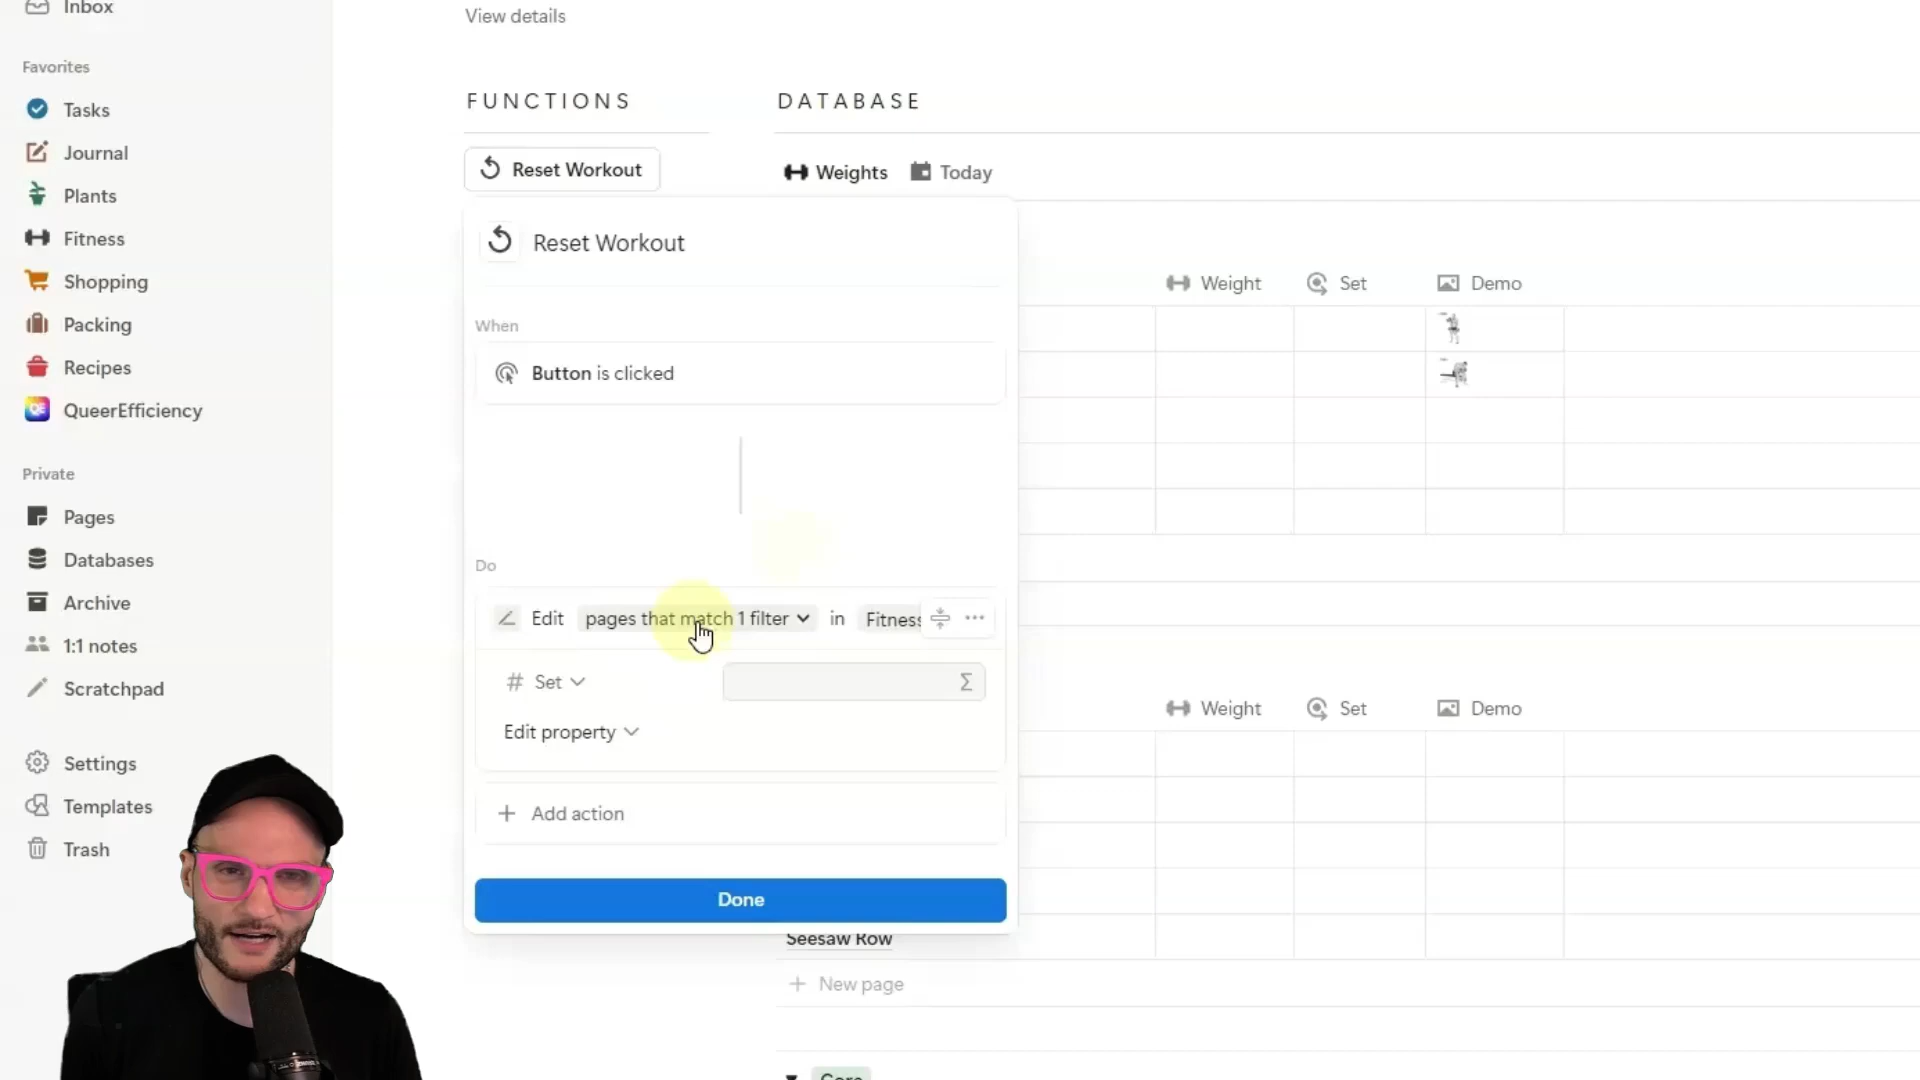 Inbox
View details
Favorites
Tasks
Journal
Plants
Fitness
Shopping
Packing
Recipes
QueerEfficiency
Private
Pages
Databases
Archive
1:1 notes
Scratchpad
Settings
Templates
Trash
FUNCTIONS
Reset Workout
DATABASE
Weights
Today
Reset Workout
When
Button is clicked
Do
Edit pages that match 1 filter in Fitness
# Set
Σ
Edit property
+ Add action
Done
Weight Set Demo
Weight Set Demo
Seesaw Row
+ New page
Core